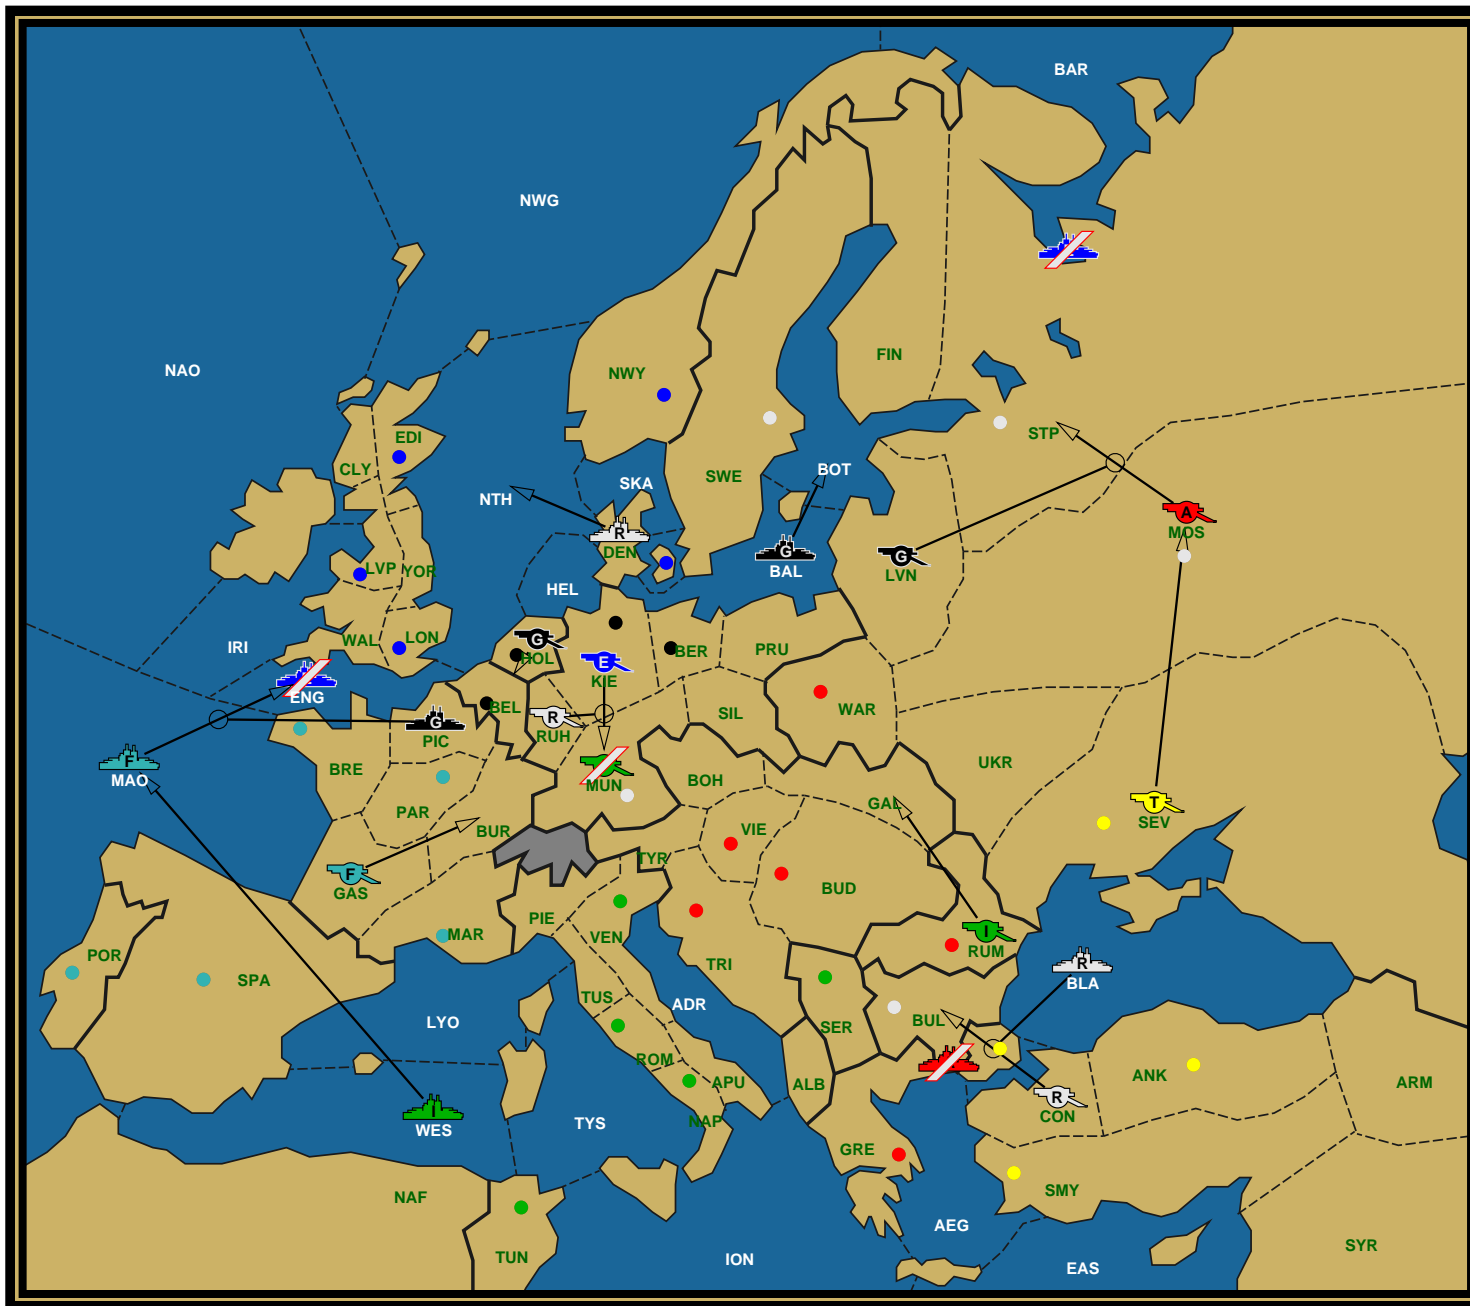 BAR
NWG
NAO
FIN
NWY
EDI
STP
CLY
SWE
BOT
SKA
NTH
A
MOS
R
DEN
G
BAL
G
LVN
LVP
YOR
HEL
WAL
LON
IRI
G
HOL
E
KIE
BER
PRU
ENG
BEL
R
RUH
SIL
WAR
G
PIC
F
MAO
BRE
MUN
BOH
UKR
GAL
T
SEV
PAR
BUR
VIE
TYR
F
GAS
BUD
PIE
VEN
MAR
I
RUM
POR
SPA
TRI
R
BLA
TUS
ADR
LYO
BUL
SER
ROM
APU
ALB
ANK
ARM
R
CON
I
WES
TYS
NAP
GRE
SMY
NAF
AEG
TUN
ION
EAS
SYR